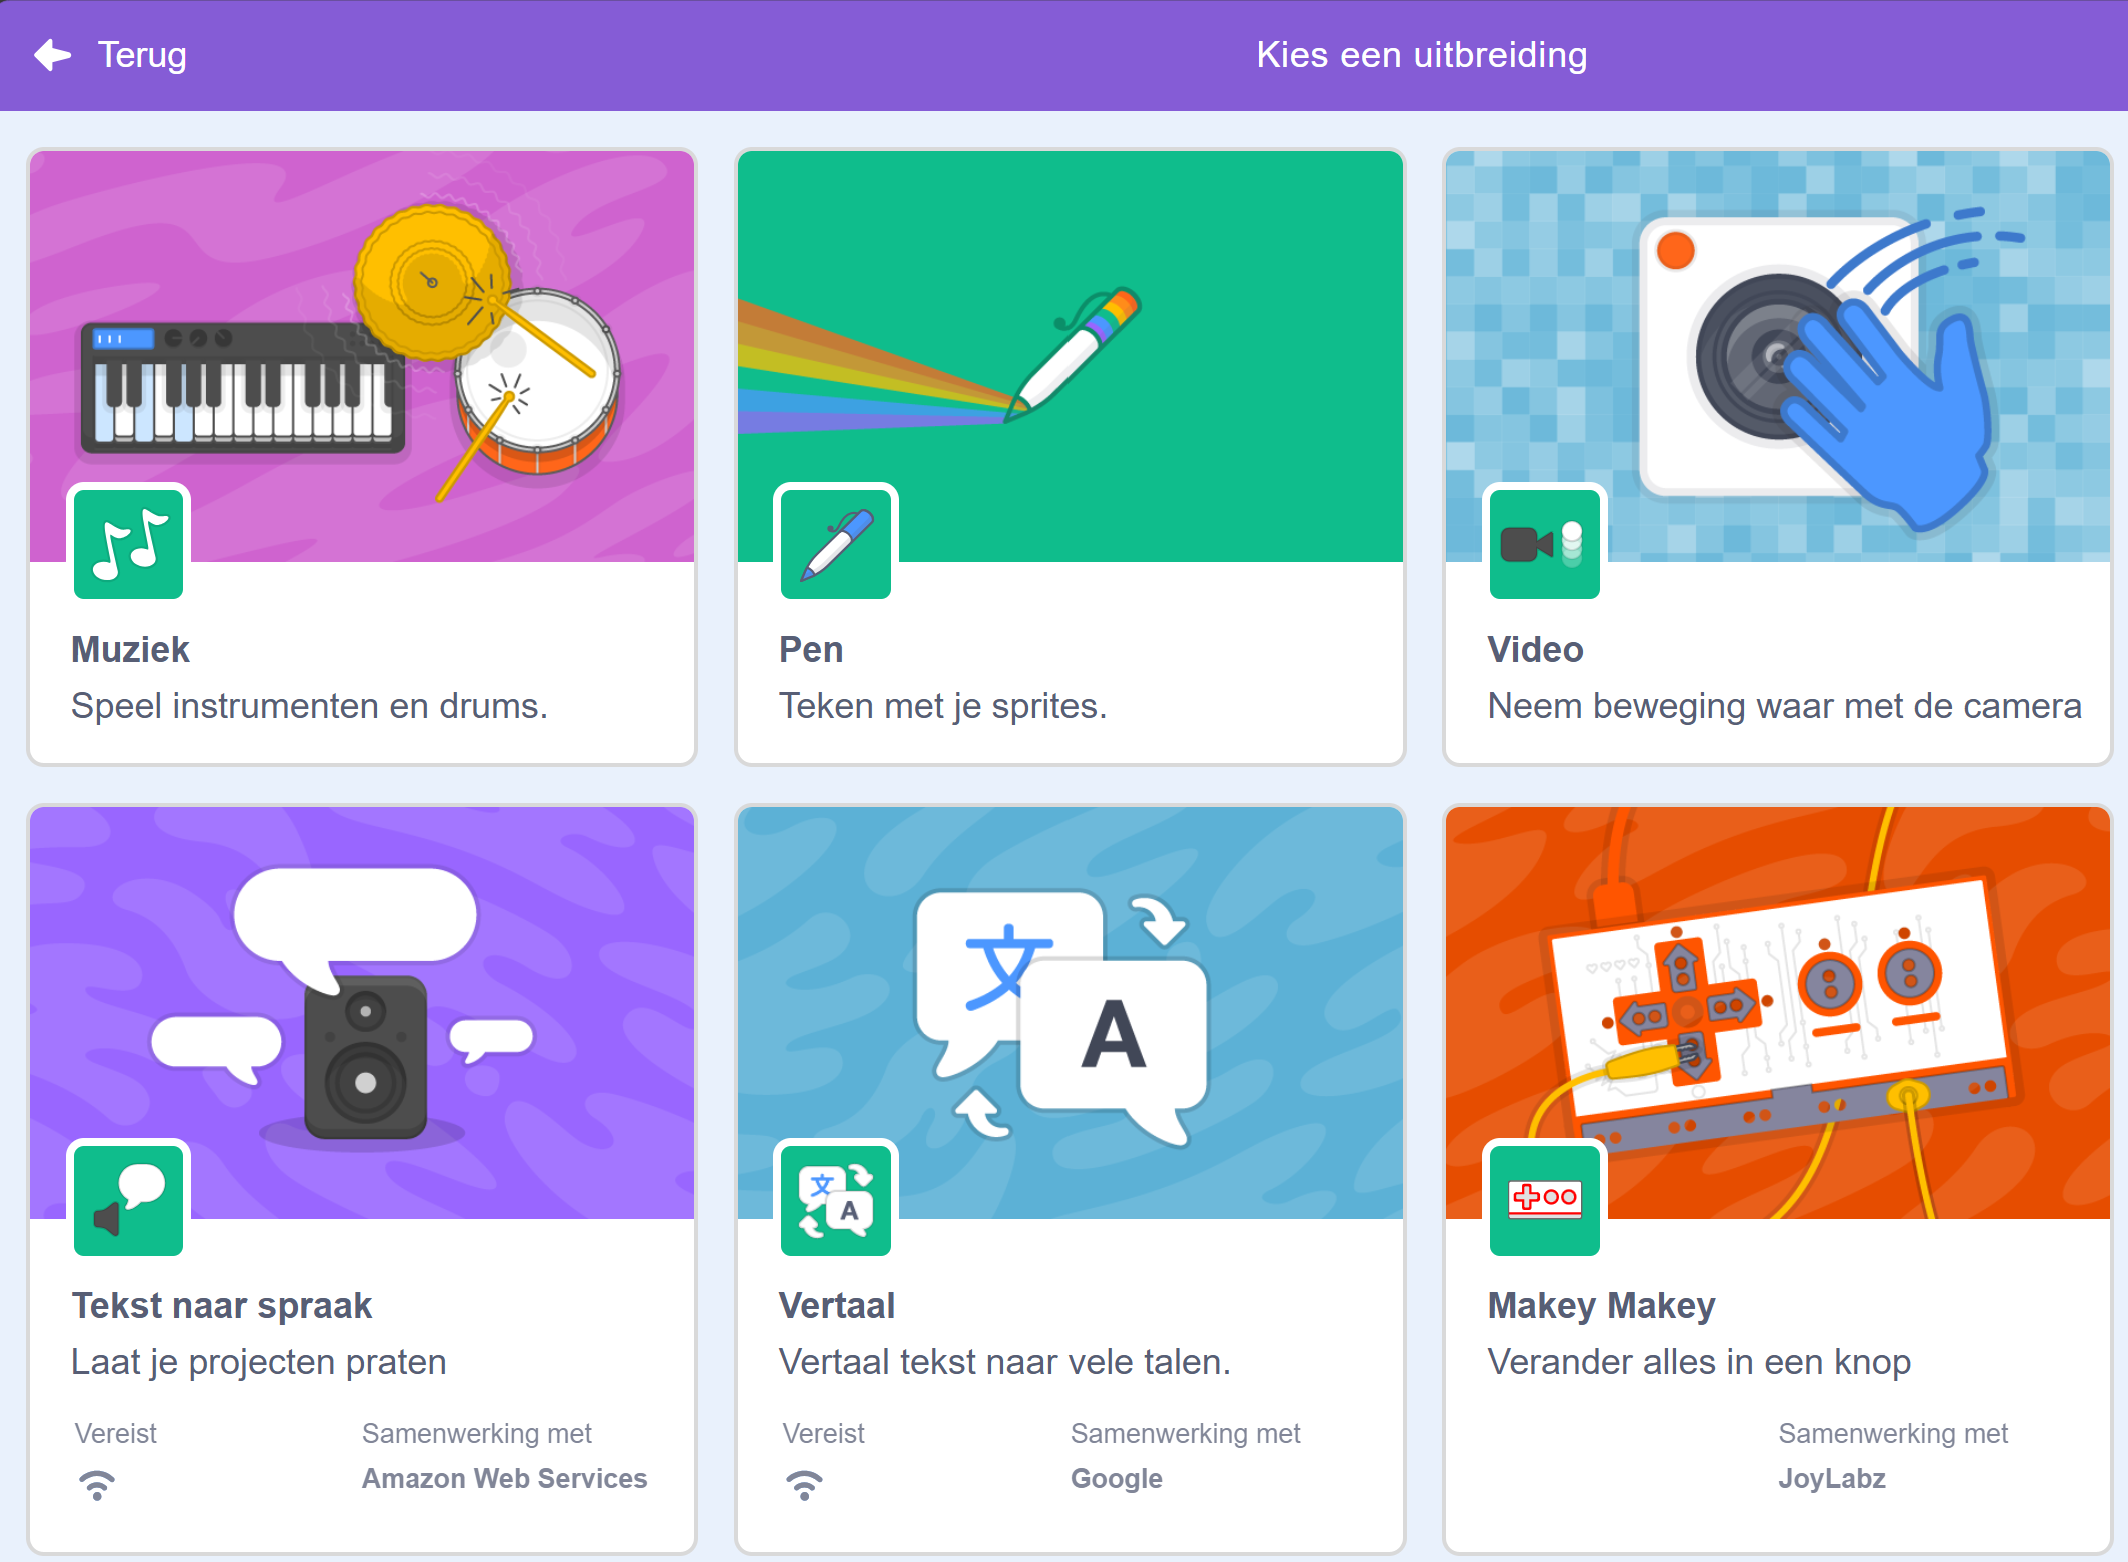 Terug
Kies een uitbreiding
Muziek
Speel instrumenten en drums.
Pen
Teken met je sprites.
Video
Neem beweging waar met de camera
文
A
文
A
Tekst naar spraak
Laat je projecten praten
Vereist
Samenwerking met
Amazon Web Services
Vertaal
Vertaal tekst naar vele talen.
Vereist
Samenwerking met
Google
Makey Makey
Verander alles in een knop
Samenwerking met
JoyLabz